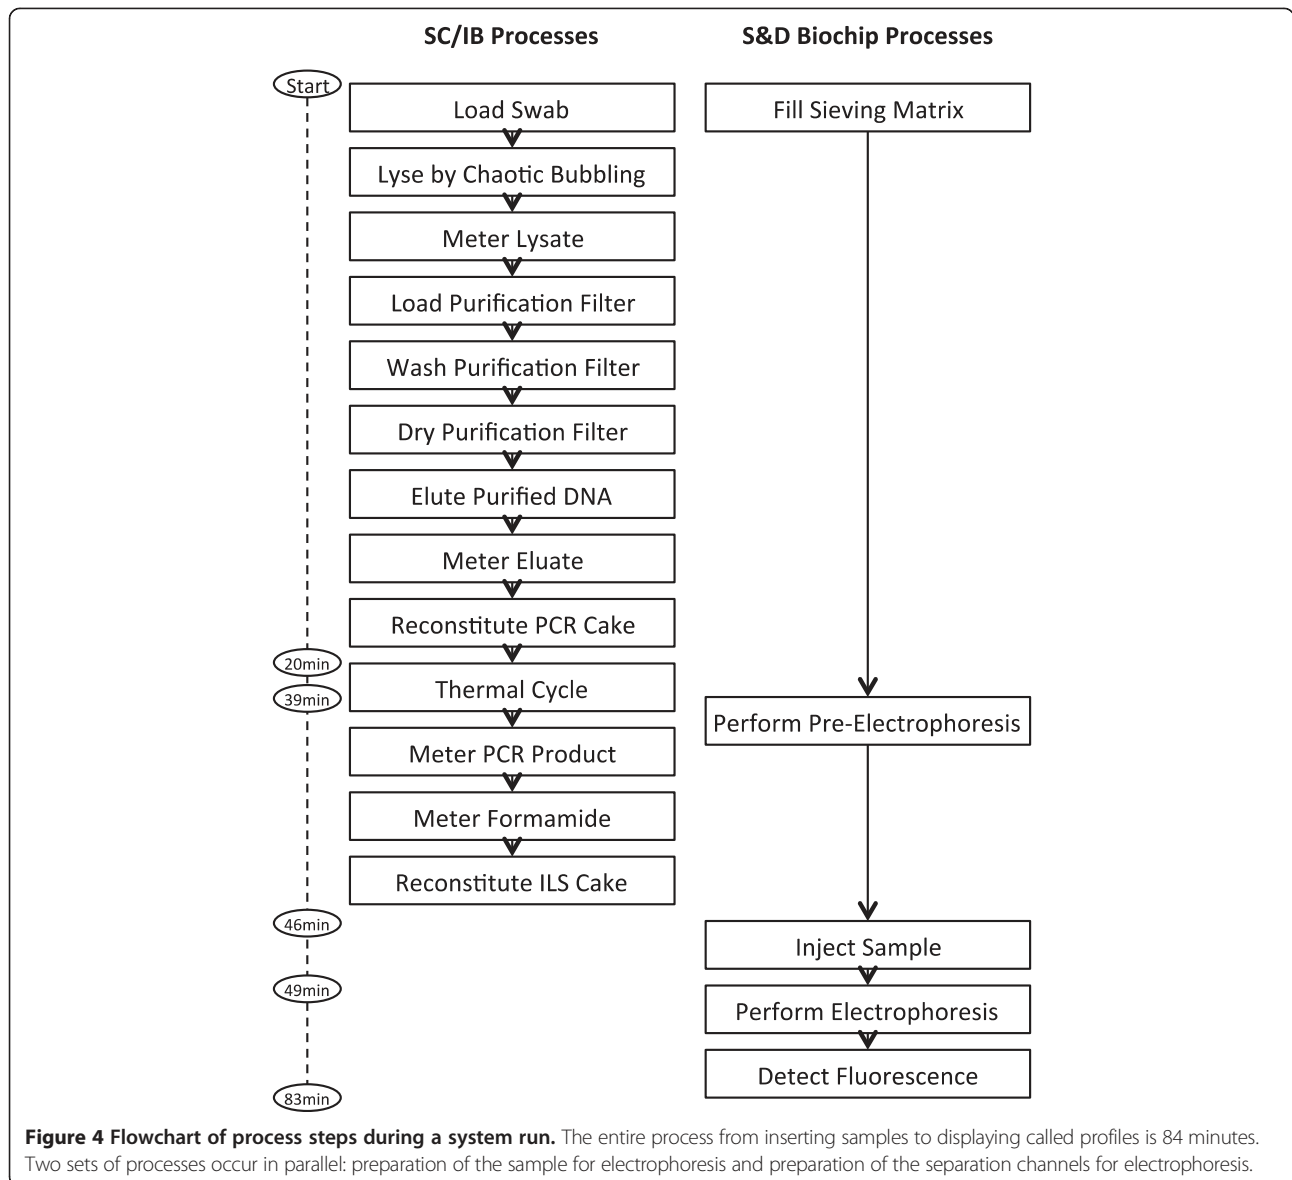 SC/IB Processes
S&D Biochip Processes
Start
Load Swab
Fill Sieving Matrix
Lyse by Chaotic Bubbling
Meter Lysate
Load Purification Filter
Wash Purification Filter
Dry Purification Filter
Elute Purified DNA
Meter Eluate
Reconstitute PCR Cake
20min
Thermal Cycle
39min
Perform Pre-Electrophoresis
Meter PCR Product
Meter Formamide
Reconstitute ILS Cake
46min
Inject Sample
49min
Perform Electrophoresis
Detect Fluorescence
83min
Figure 4 Flowchart of process steps during a system run. The entire process from inserting samples to displaying called profiles is 84 minutes.
Two sets of processes occur in parallel: preparation of the sample for electrophoresis and preparation of the separation channels for electrophoresis.